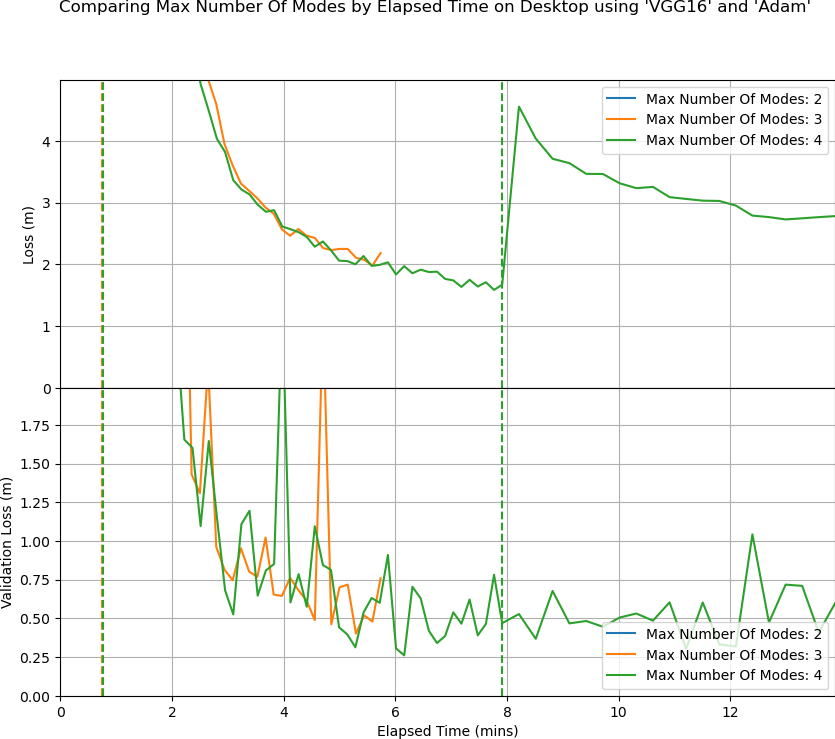 Comparing Max Number Of Modes by Elapsed Time on Desktop using 'VGG16' and 'Adam'
Loss (m)
4
3
2
1
0
Max Number Of Modes: 2
Max Number Of Modes: 3
Max Number Of Modes: 4
Validation Loss (m)
1.75
1.50
1.25
1.00
0.75
0.50
0.25
0.00
Max Number Of Modes: 2
Max Number Of Modes: 3
Max Number Of Modes: 4
0 2 4 6 8 10 12
Elapsed Time (mins)